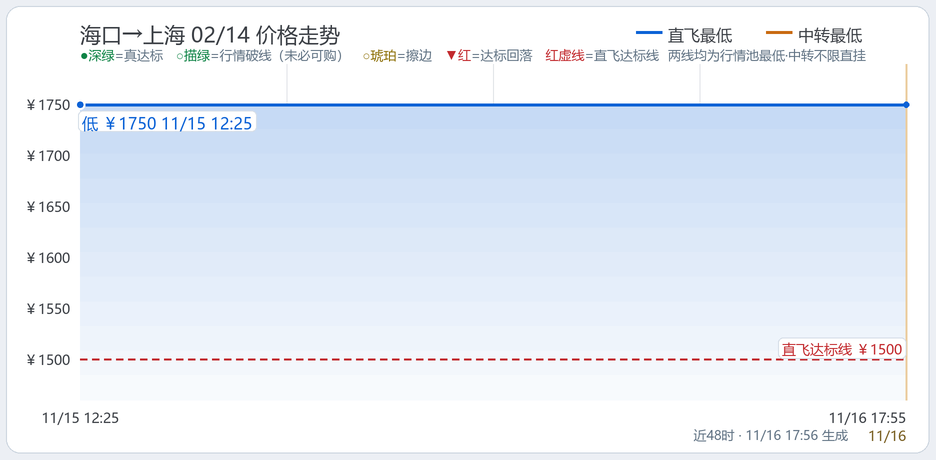 海口→上海 02/14 价格走势
直飞最低 中转最低
●深绿=真达标 ○描绿=行情破线（未必可购） ○琥珀=擦边 ▼红=达标回落 红虚线=直飞达标线 两线均为行情池最低·中转不限直挂
¥1750
低 ¥1750 11/15 12:25
¥1700
¥1650
¥1600
¥1550
直飞达标线 ¥1500
¥1500
11/15 12:25 11/16 17:55
近48时 · 11/16 17:56 生成 11/16